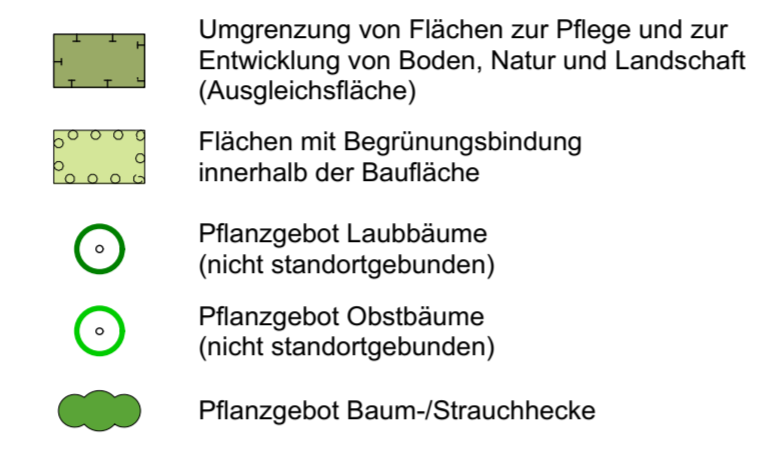 Umgrenzung von Flächen zur Pflege und zur
Entwicklung von Boden, Natur und Landschaft
(Ausgleichsfläche)
Flächen mit Begrünungsbindung
innerhalb der Baufläche
Pflanzgebot Laubbäume
(nicht standortgebunden)
Pflanzgebot Obstbäume
(nicht standortgebunden)
Pflanzgebot Baum-/Strauchhecke